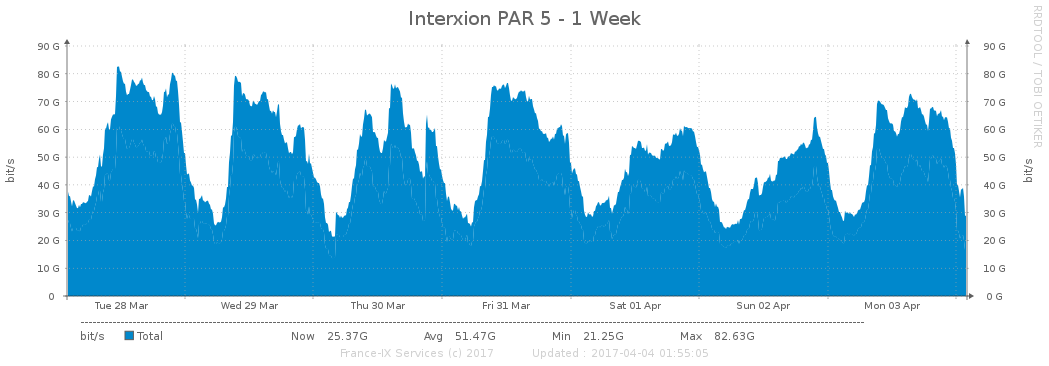 Interxion PAR 5 - 1 Week
RRDTOOL / TOBI OETIKER
90 G 90 G
80 G 80 G
70 G 70 G
60 G 60 G
50 G 50 G
40 G 40 G
30 G 30 G
20 G 20 G
10 G 10 G
0 0 G
bit/s bit/s
Tue 28 Mar Wed 29 Mar Thu 30 Mar Fri 31 Mar Sat 01 Apr Sun 02 Apr Mon 03 Apr
bit/s Total Now 25.37G Avg 51.47G Min 21.25G Max 82.63G
France-IX Services (c) 2017 Updated : 2017-04-04 01:55:05